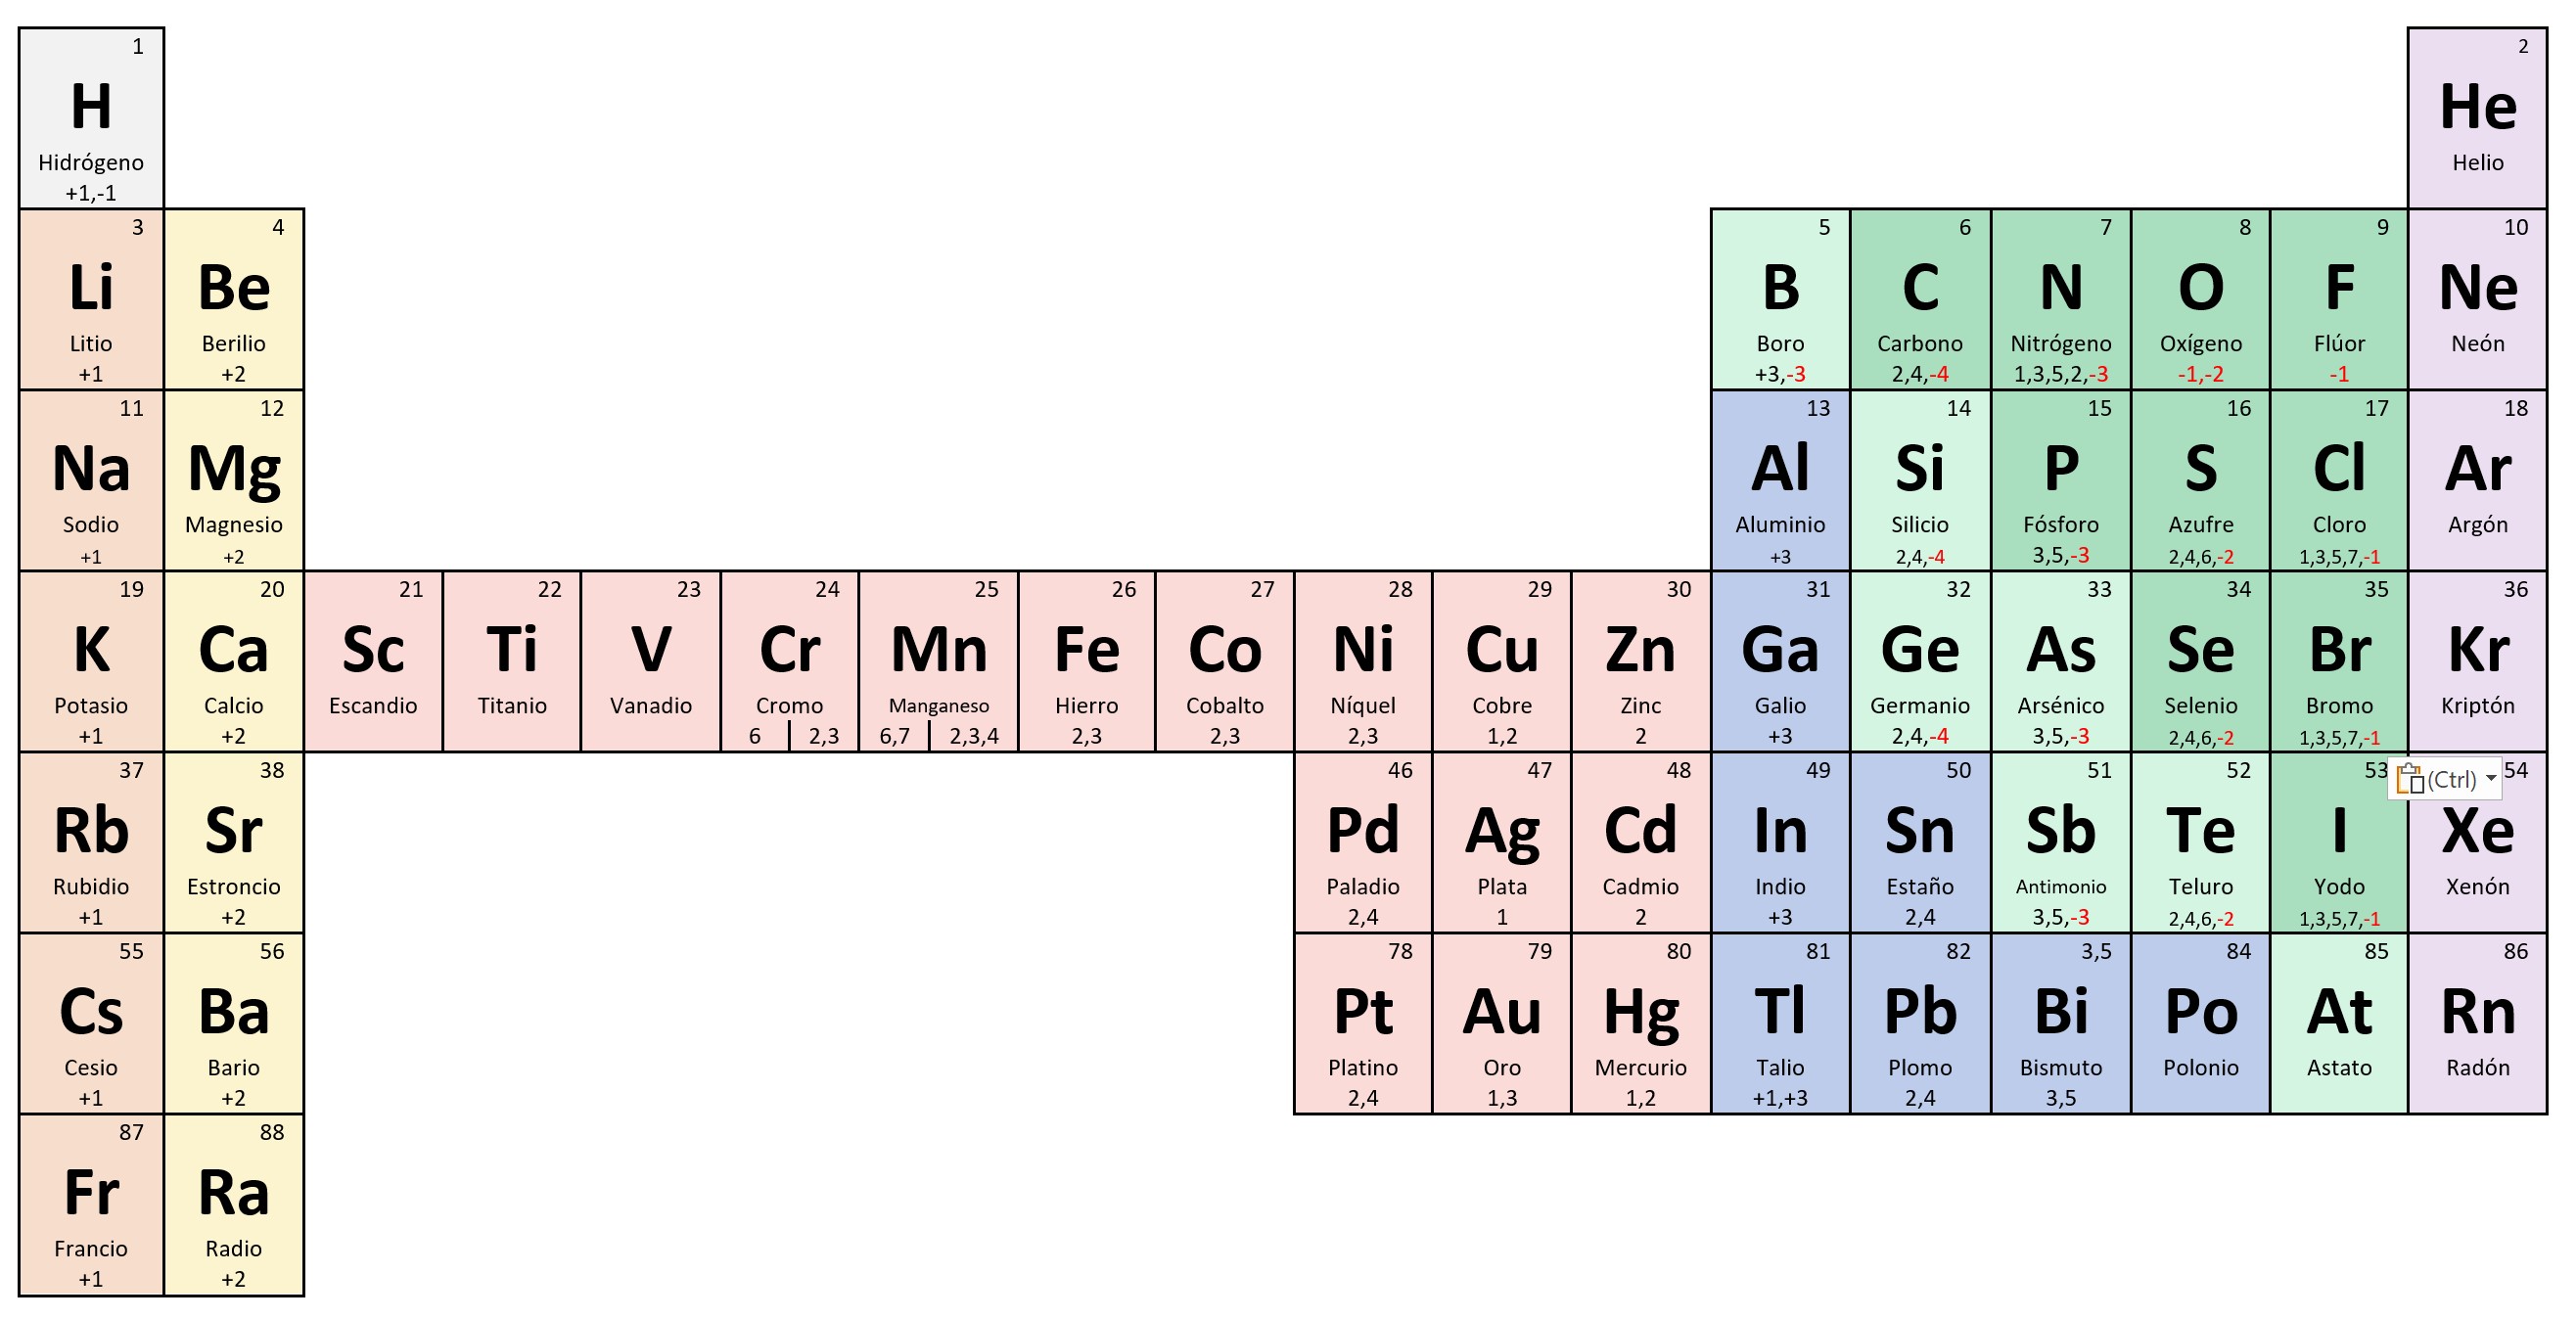 1 2
H He
Hidrógeno Helio
+1,-1
3 4 5 6 7 8 9 10
Li Be B C N O F Ne
Litio Berilio Boro Carbono Nitrógeno Oxígeno Flúor Neón
+1 +2 +3,-3 2,4,-4 1,3,5,2,-3 -1,-2 -1
11 12 13 14 15 16 17 18
Na Mg Al Si P S Cl Ar
Sodio Magnesio Aluminio Silicio Fósforo Azufre Cloro Argón
+1 +2 +3 2,4,-4 3,5,-3 2,4,6,-2 1,3,5,7,-1
19 20 21 22 23 24 25 26 27 28 29 30 31 32 33 34 35 36
K Ca Sc Ti V Cr Mn Fe Co Ni Cu Zn Ga Ge As Se Br Kr
Potasio Calcio Escandio Titanio Vanadio Cromo Manganeso Hierro Cobalto Níquel Cobre Zinc Galio Germanio Arsénico Selenio Bromo Kriptón
+1 +2 6 2,3 6,7 2,3,4 2,3 2,3 2,3 1,2 2 +3 2,4,-4 3,5,-3 2,4,6,-2 1,3,5,7,-1
37 38 46 47 48 49 50 51 52 53 (Ctrl) 54
Rb Sr Pd Ag Cd In Sn Sb Te I Xe
Rubidio Estroncio Paladio Plata Cadmio Indio Estaño Antimonio Teluro Yodo Xenón
+1 +2 2,4 1 2 +3 2,4 3,5,-3 2,4,6,-2 1,3,5,7,-1
55 56 78 79 80 81 82 3,5 84 85 86
Cs Ba Pt Au Hg Tl Pb Bi Po At Rn
Cesio Bario Platino Oro Mercurio Talio Plomo Bismuto Polonio Astato Radón
+1 +2 2,4 1,3 1,2 +1,+3 2,4 3,5
87 88
Fr Ra
Francio Radio
+1 +2